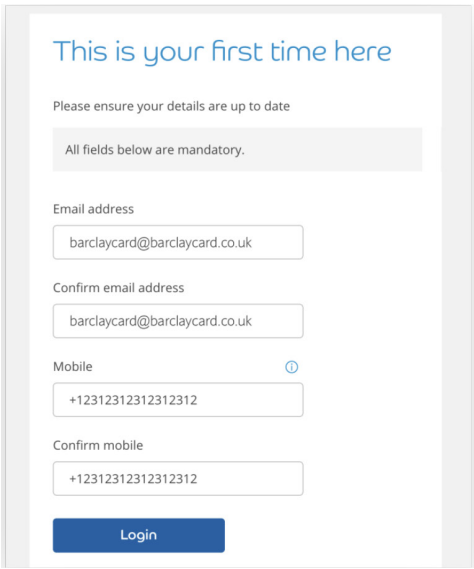 This is your first time here
Please ensure your details are up to date
All fields below are mandatory.
Email address
barclaycard@barclaycard.co.uk
Confirm email address
barclaycard@barclaycard.co.uk
Mobile
+12312312312312312
Confirm mobile
+12312312312312312
Login